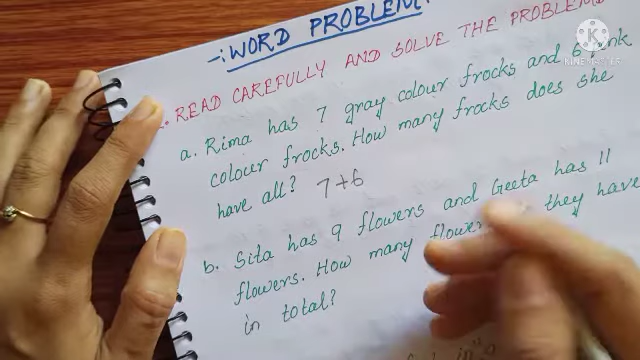 -: WORD PROBLEM
1. READ CAREFULLY AND SOLVE THE PROBLEMS
a. Rima has 7 gray colour frocks and 6
colour frocks. How many frocks does she
have all? 7+6
b. Sita has 9 flowers and Geeta has 11
flowers. How many flowers they have
in total?
KINEMASTER